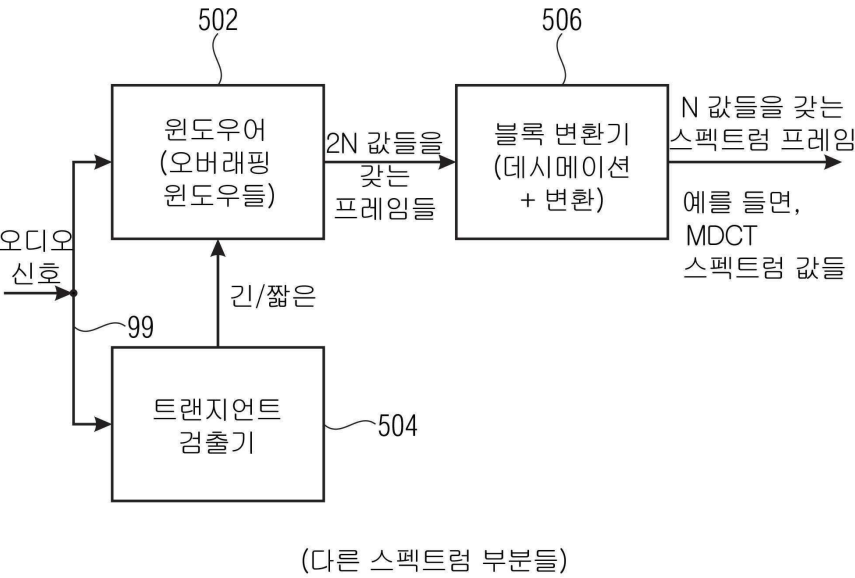 502
506
윈도우어
(오버래핑
윈도우들)
2N 값들을
갖는
프레임들
블록 변환기
(데시메이션
+ 변환)
N 값들을 갖는
스펙트럼 프레임
예를 들면,
MDCT
스펙트럼 값들
오디오
신호
긴/짧은
99
트랜지언트
검출기
504
(다른 스펙트럼 부분들)